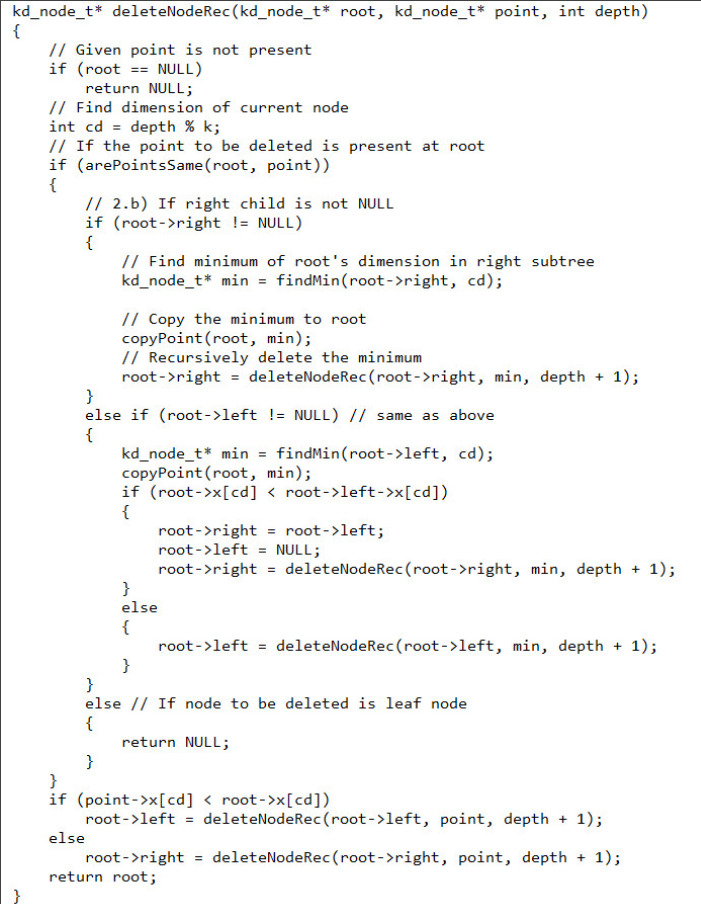 kd_node_t* deleteNodeRec(kd_node_t* root, kd_node_t* point, int depth)
{
    // Given point is not present
    if (root == NULL)
        return NULL;
    // Find dimension of current node
    int cd = depth % k;
    // If the point to be deleted is present at root
    if (arePointsSame(root, point))
    {
        // 2.b) If right child is not NULL
        if (root->right != NULL)
        {
            // Find minimum of root's dimension in right subtree
            kd_node_t* min = findMin(root->right, cd);

            // Copy the minimum to root
            copyPoint(root, min);
            // Recursively delete the minimum
            root->right = deleteNodeRec(root->right, min, depth + 1);
        }
        else if (root->left != NULL) // same as above
        {
            kd_node_t* min = findMin(root->left, cd);
            copyPoint(root, min);
            if (root->x[cd] < root->left->x[cd])
            {
                root->right = root->left;
                root->left = NULL;
                root->right = deleteNodeRec(root->right, min, depth + 1);
            }
            else
            {
                root->left = deleteNodeRec(root->left, min, depth + 1);
            }
        }
        else // If node to be deleted is leaf node
        {
            return NULL;
        }
    }
    if (point->x[cd] < root->x[cd])
        root->left = deleteNodeRec(root->left, point, depth + 1);
    else
        root->right = deleteNodeRec(root->right, point, depth + 1);
    return root;
}